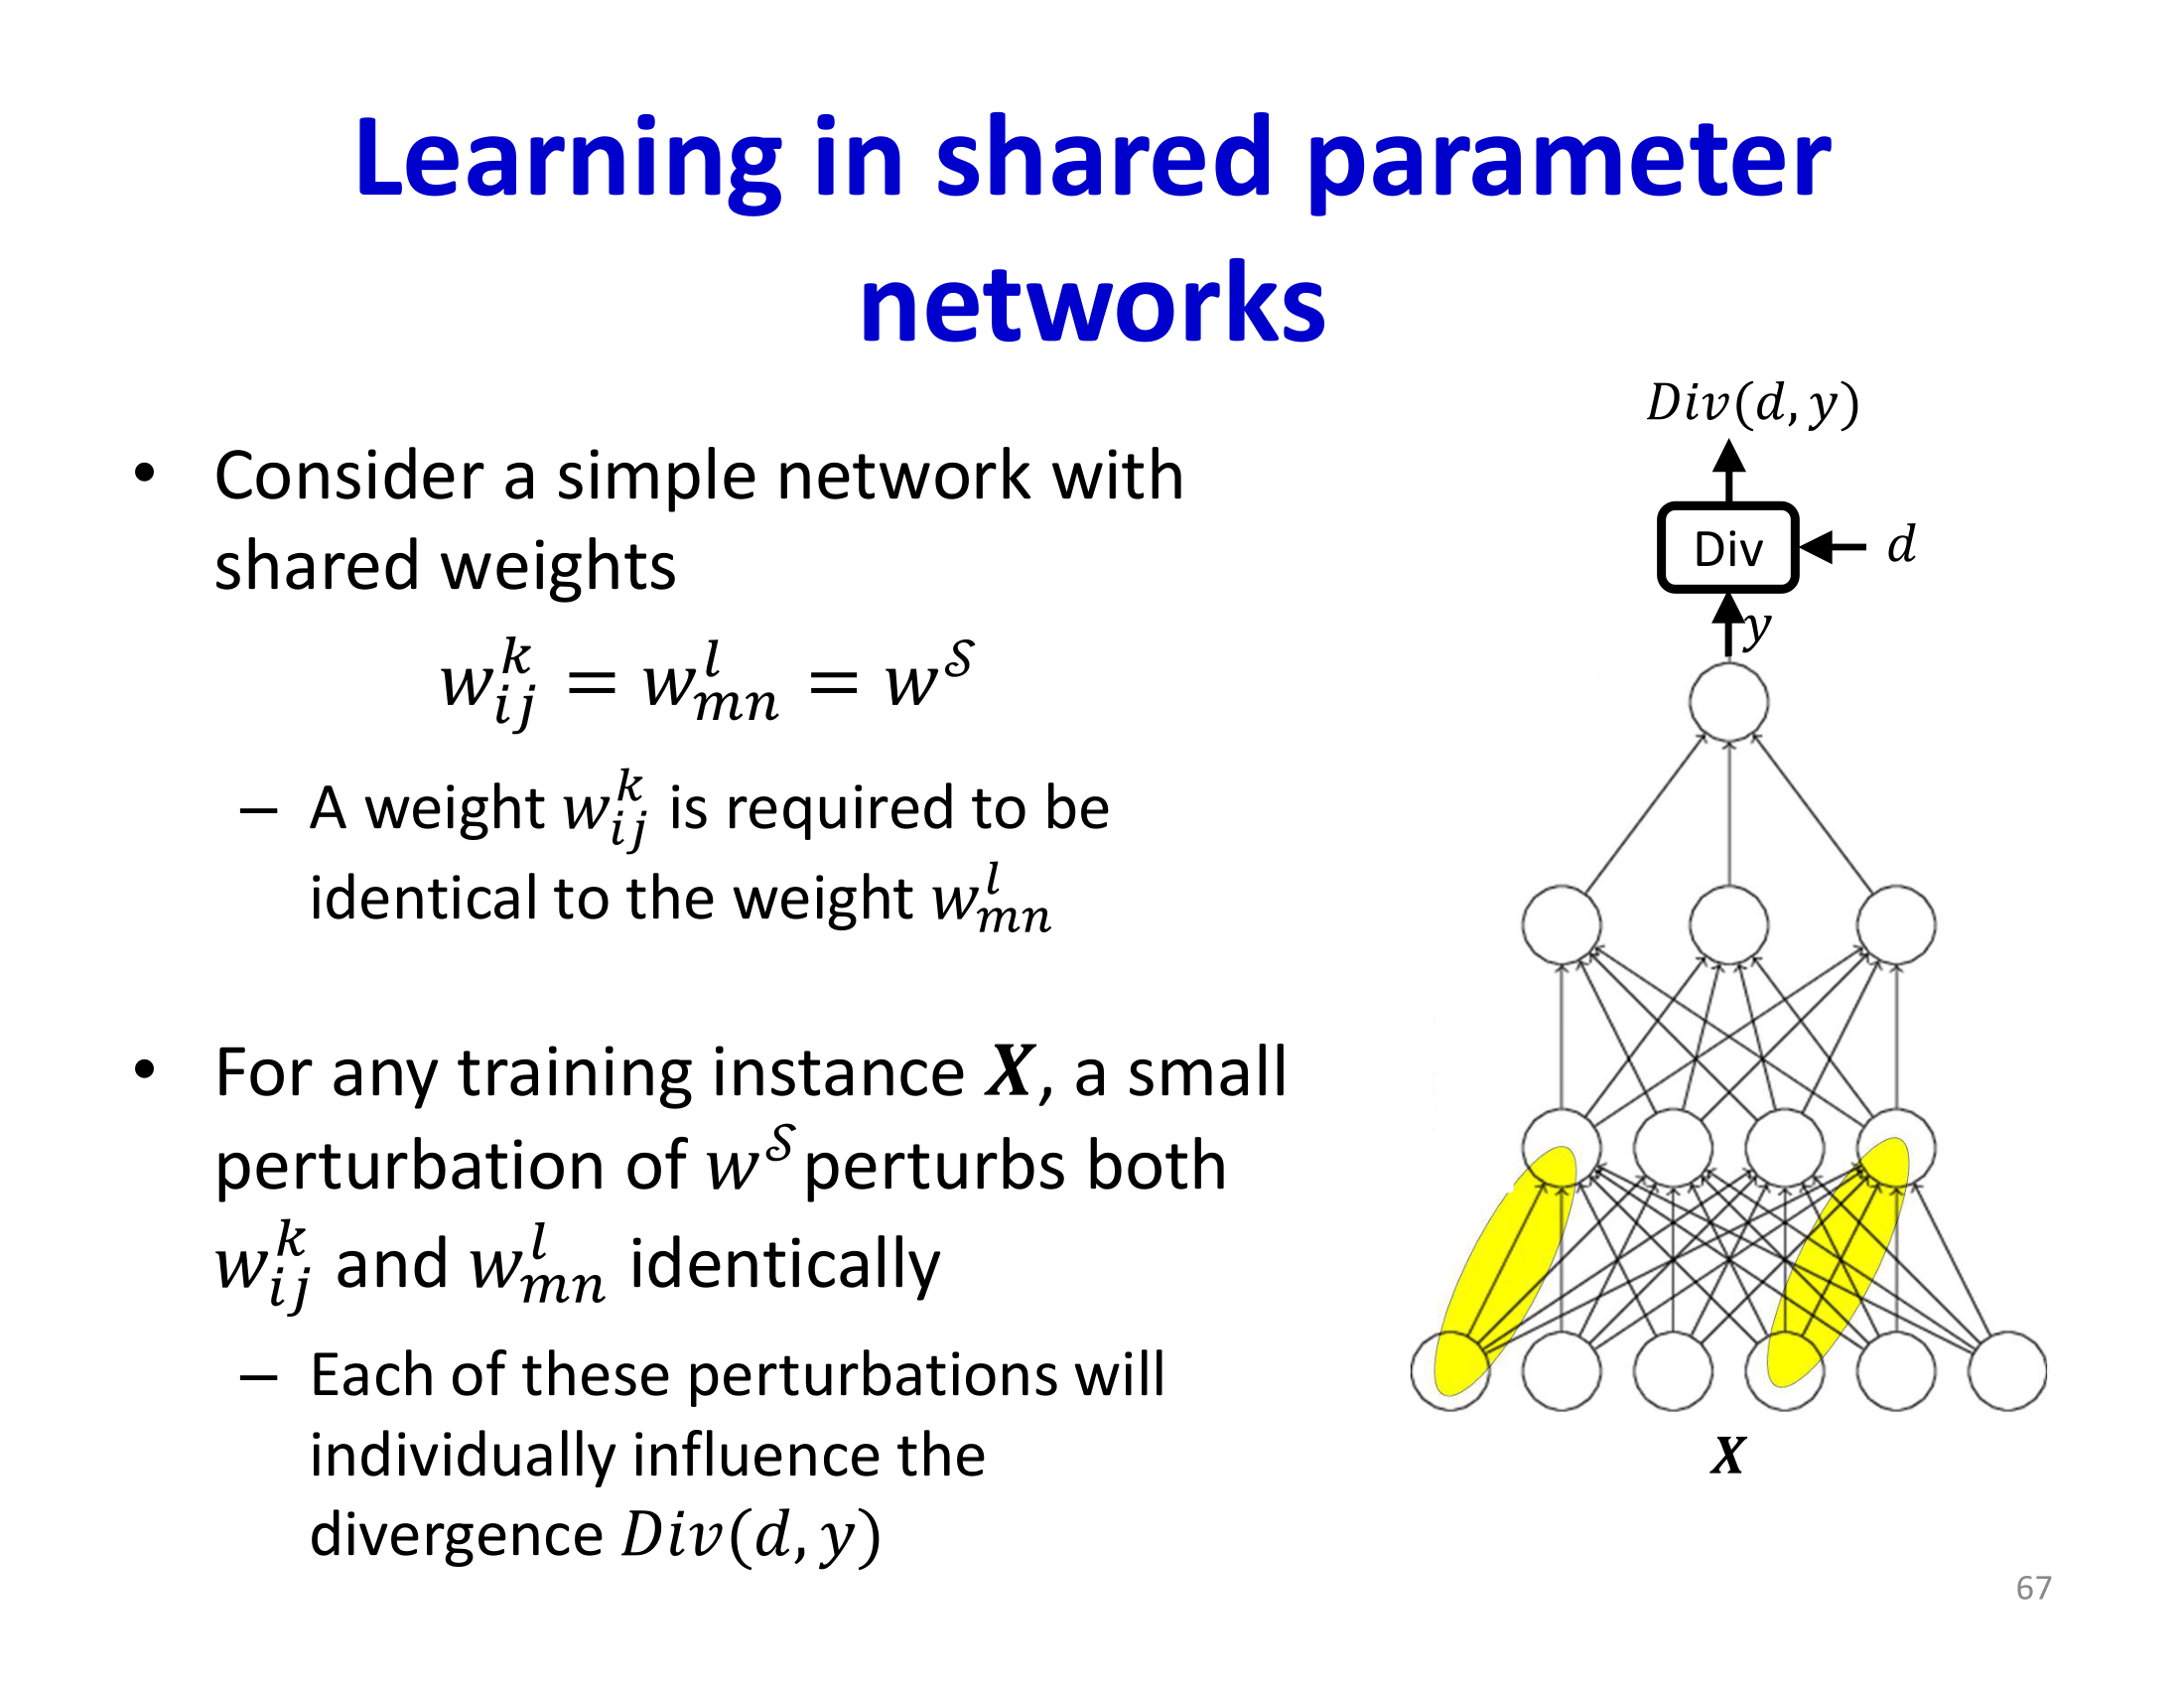 Learning in shared parameter
networks
• Consider a simple network with
shared weights
$w_{ij}^{k} = w_{mn}^{l} = w^{\mathcal{S}}$
– A weight $w_{ij}^{k}$ is required to be
identical to the weight $w_{mn}^{l}$
• For any training instance $\boldsymbol{X}$, a small
perturbation of $w^{\mathcal{S}}$ perturbs both
$w_{ij}^{k}$ and $w_{mn}^{l}$ identically
– Each of these perturbations will
individually influence the
divergence $Div(d, y)$
$Div(d, y)$
Div
$d$
$y$
$\boldsymbol{X}$
67